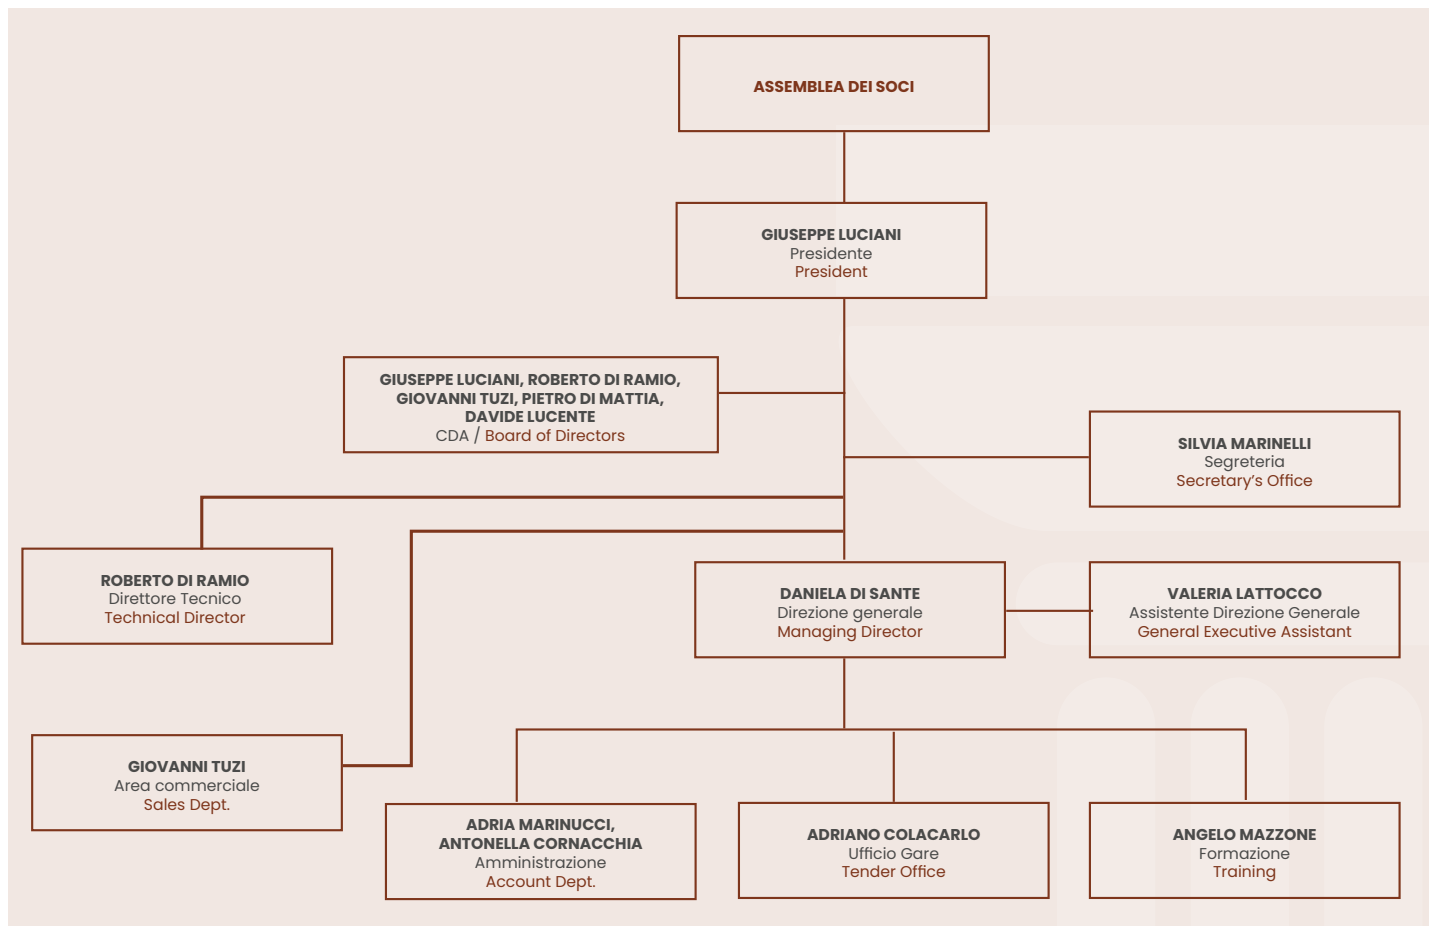 ASSEMBLEA DEI SOCI
GIUSEPPE LUCIANI
Presidente
President
GIUSEPPE LUCIANI, ROBERTO DI RAMIO,
GIOVANNI TUZI, PIETRO DI MATTIA,
DAVIDE LUCENTE
CDA / Board of Directors
SILVIA MARINELLI
Segreteria
Secretary’s Office
ROBERTO DI RAMIO
Direttore Tecnico
Technical Director
DANIELA DI SANTE
Direzione generale
Managing Director
VALERIA LATTOCCO
Assistente Direzione Generale
General Executive Assistant
GIOVANNI TUZI
Area commerciale
Sales Dept.
ADRIA MARINUCCI,
ANTONELLA CORNACCHIA
Amministrazione
Account Dept.
ADRIANO COLACARLO
Ufficio Gare
Tender Office
ANGELO MAZZONE
Formazione
Training